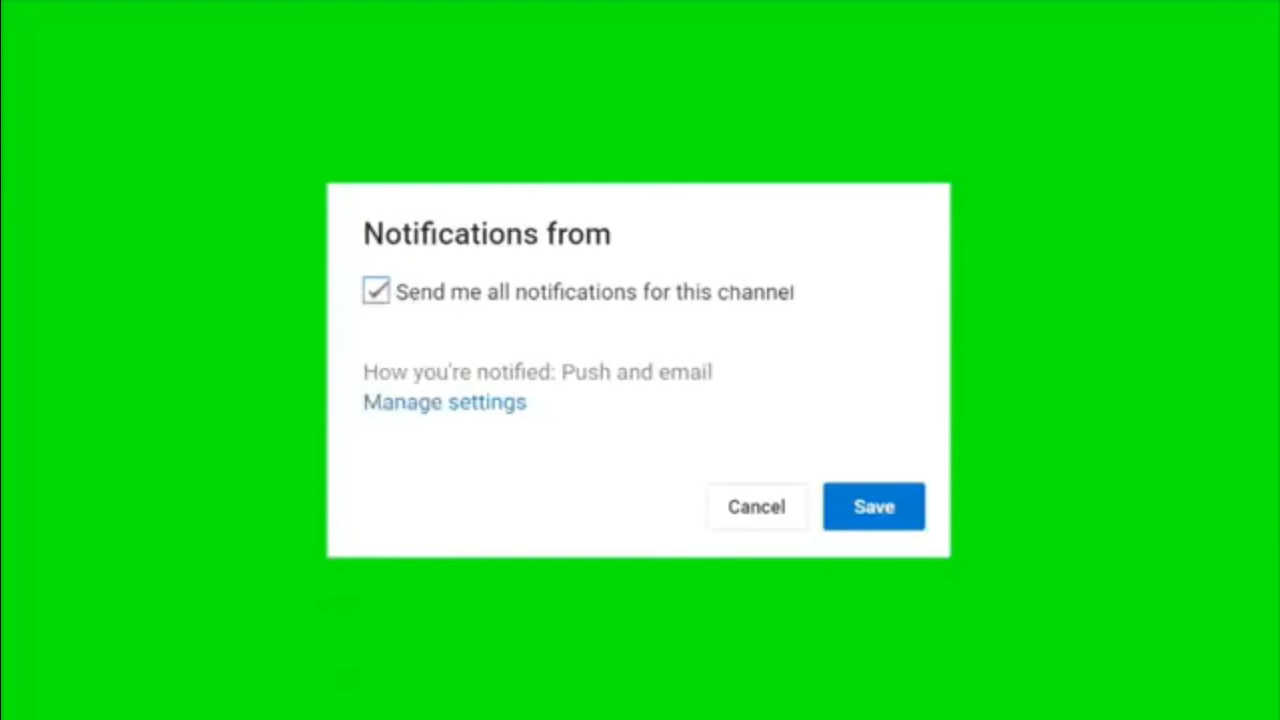 Notifications from
Send me all notifications for this channel
How you're notified: Push and email
Manage settings
Cancel
Save